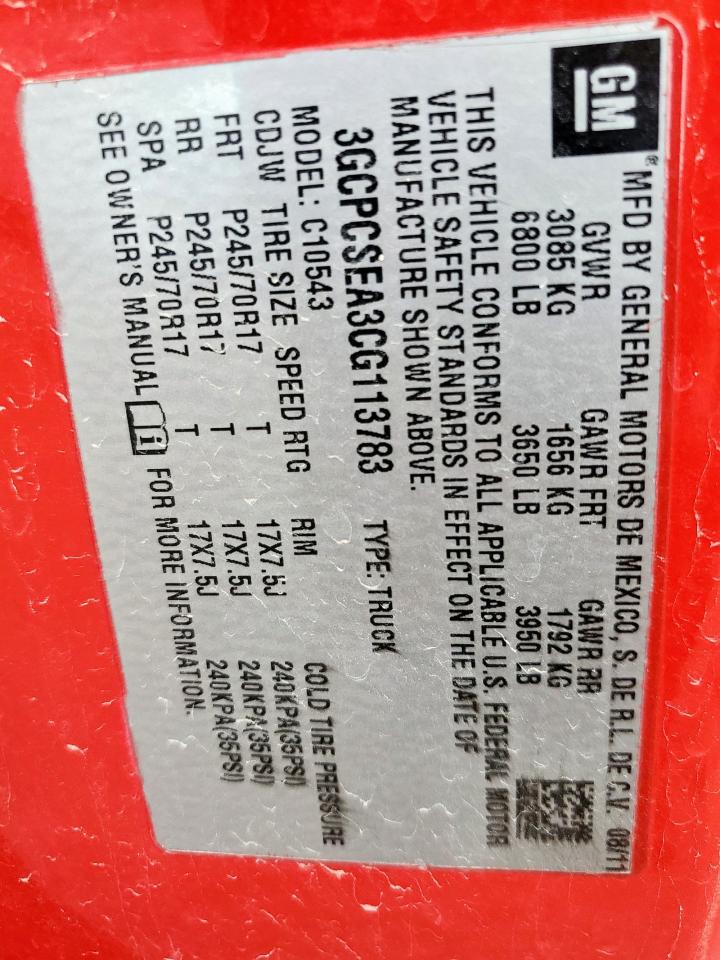 GM
MFD BY GENERAL MOTORS DE MEXICO, S. DE R.L. DE C.V. 08/11
GVWR GAWR FRT GAWR RR
3085 KG 1656 KG 1792 KG
6800 LB 3650 LB 3950 LB
THIS VEHICLE CONFORMS TO ALL APPLICABLE U.S. FEDERAL MOTOR
VEHICLE SAFETY STANDARDS IN EFFECT ON THE DATE OF
MANUFACTURE SHOWN ABOVE.
3GCPCSEA3CG113783 TYPE: TRUCK
MODEL: C10543
CDJW TIRE SIZE SPEED RTG RIM COLD TIRE PRESSURE
FRT P245/70R17 T 17X7.5J 240KPA(35PSI)
RR P245/70R17 T 17X7.5J 240KPA(35PSI)
SPA P245/70R17 T 17X7.5J 240KPA(35PSI)
SEE OWNER'S MANUAL i FOR MORE INFORMATION.